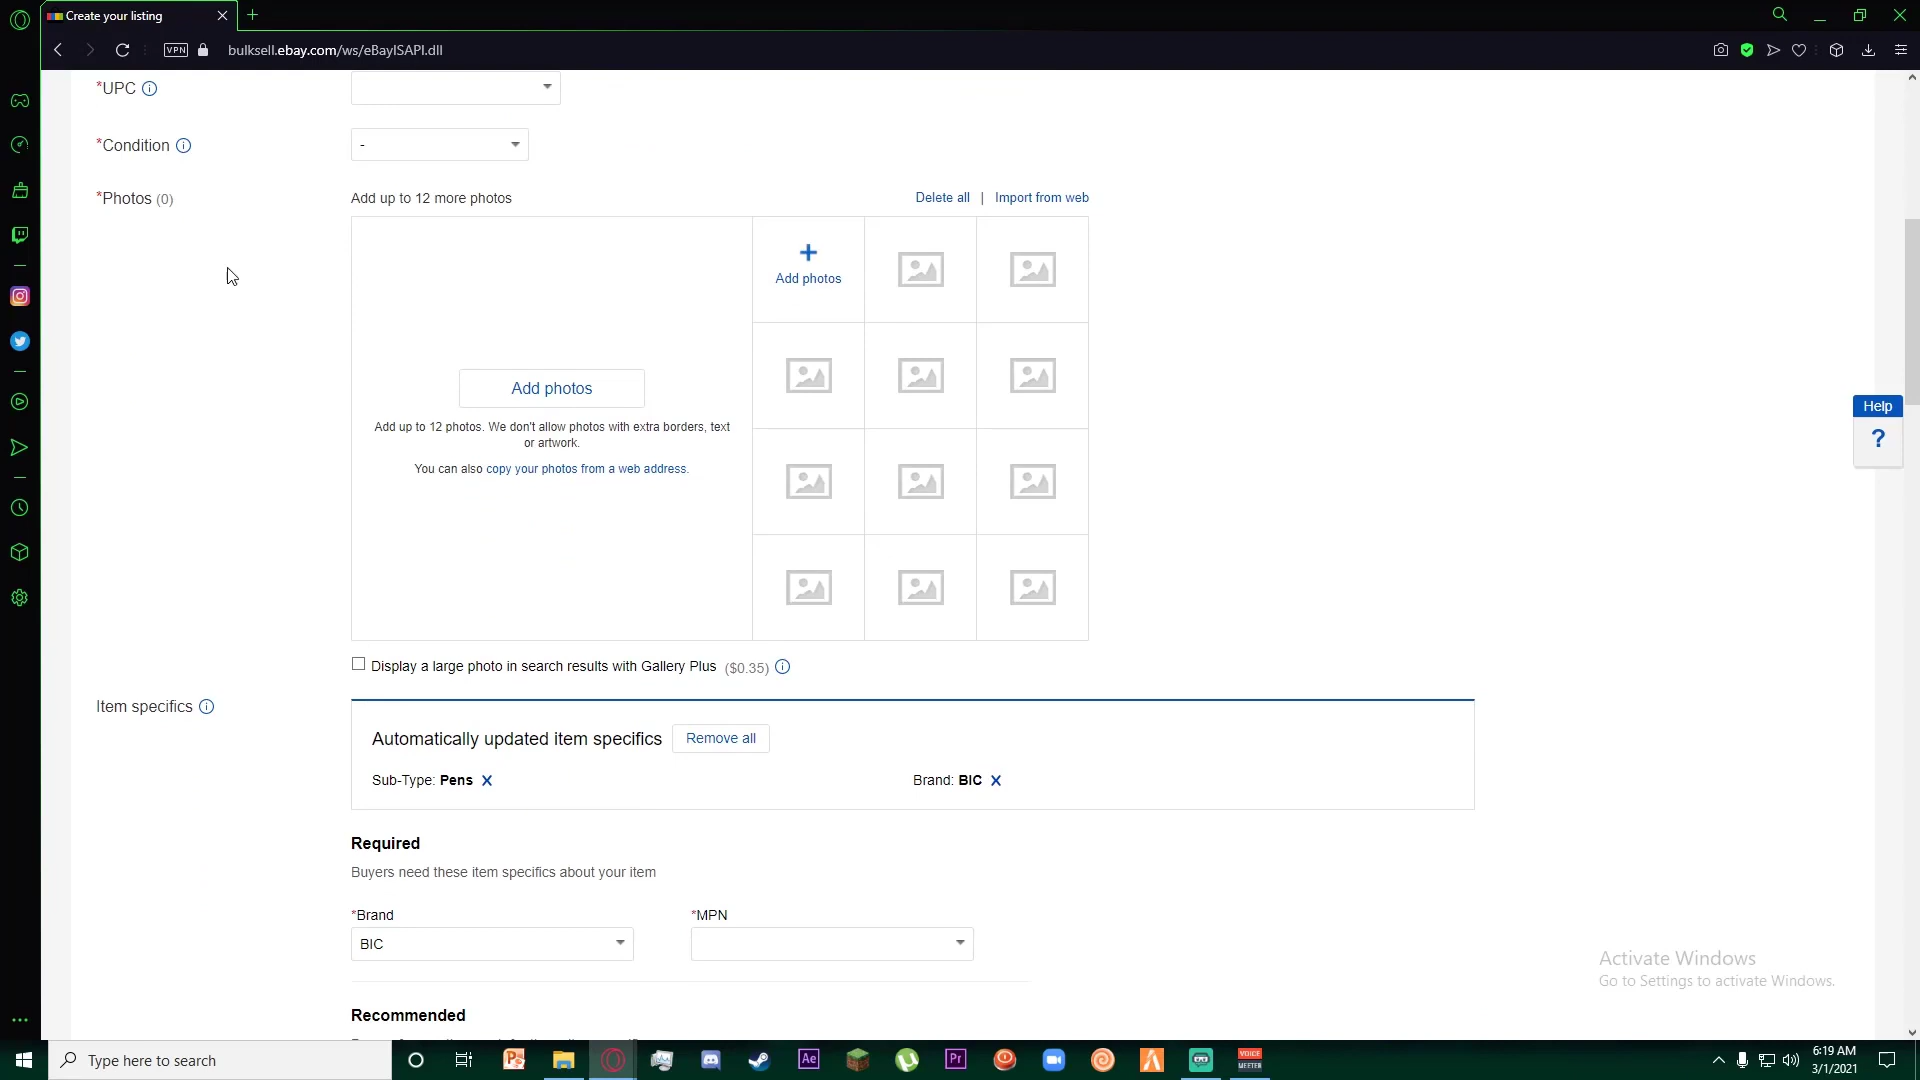 Create your listing
VPN
bulksell.ebay.com/ws/eBayISAPI.dll
*UPC
*Condition
-
*Photos (0)
Add up to 12 more photos
Delete all | Import from web
Add photos
Add photos
Add up to 12 photos. We don't allow photos with extra borders, text
or artwork.
You can also copy your photos from a web address.
Help
?
Display a large photo in search results with Gallery Plus ($0.35)
Item specifics
Automatically updated item specifics
Remove all
Sub-Type: Pens
Brand: BIC
Required
Buyers need these item specifics about your item
*Brand
*MPN
BIC
Activate Windows
Go to Settings to activate Windows.
Recommended
Type here to search
Ae
Pr
VOICE
MEETER
6:19 AM
3/1/2021